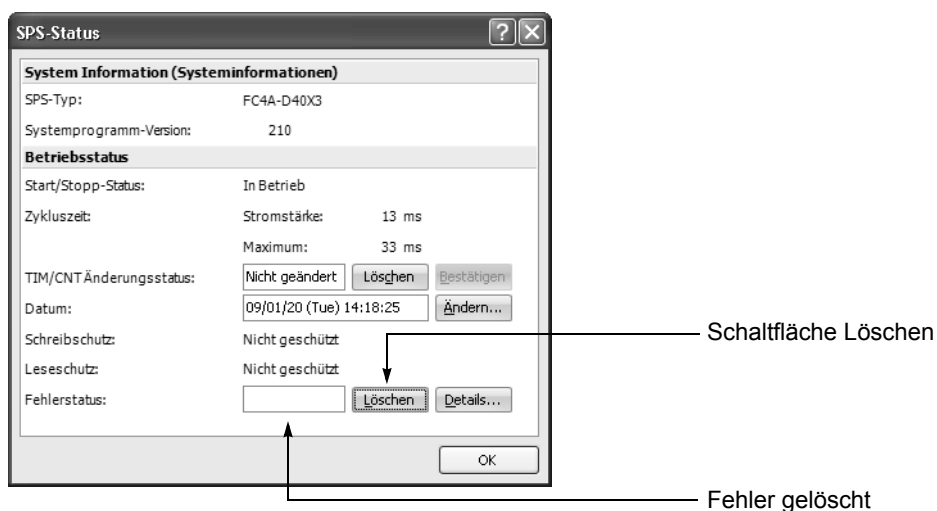 SPS-Status
System Information (Systeminformationen)
SPS-Typ: FC4A-D40X3
Systemprogramm-Version: 210
Betriebsstatus
Start/Stopp-Status: In Betrieb
Zykluszeit: Stromstärke: 13 ms
Maximum: 33 ms
TIM/CNT Änderungsstatus: Nicht geändert Löschen Bestätigen
Datum: 09/01/20 (Tue) 14:18:25 Ändern...
Schreibschutz: Nicht geschützt
Schaltfläche Löschen
Leseschutz: Nicht geschützt
Fehlerstatus: Löschen Details...
OK
Fehler gelöscht